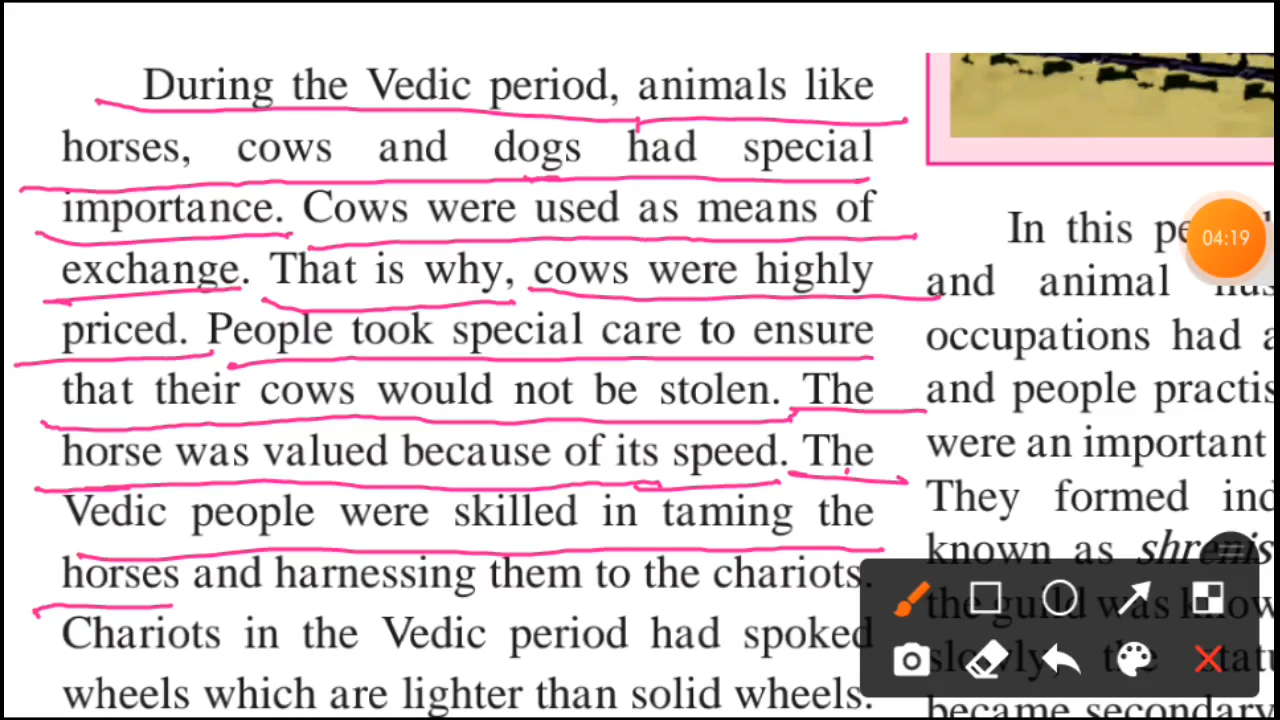 During the Vedic period, animals like
horses, cows and dogs had special
importance. Cows were used as means of
exchange. That is why, cows were highly
priced. People took special care to ensure
that their cows would not be stolen. The
horse was valued because of its speed. The
Vedic people were skilled in taming the
horses and harnessing them to the chariots.
Chariots in the Vedic period had spoked
wheels which are lighter than solid wheels.
In this
04:19
and animal
occupations had
and people
were an important
They formed
known as
the guild was
slowly, the
became secondary